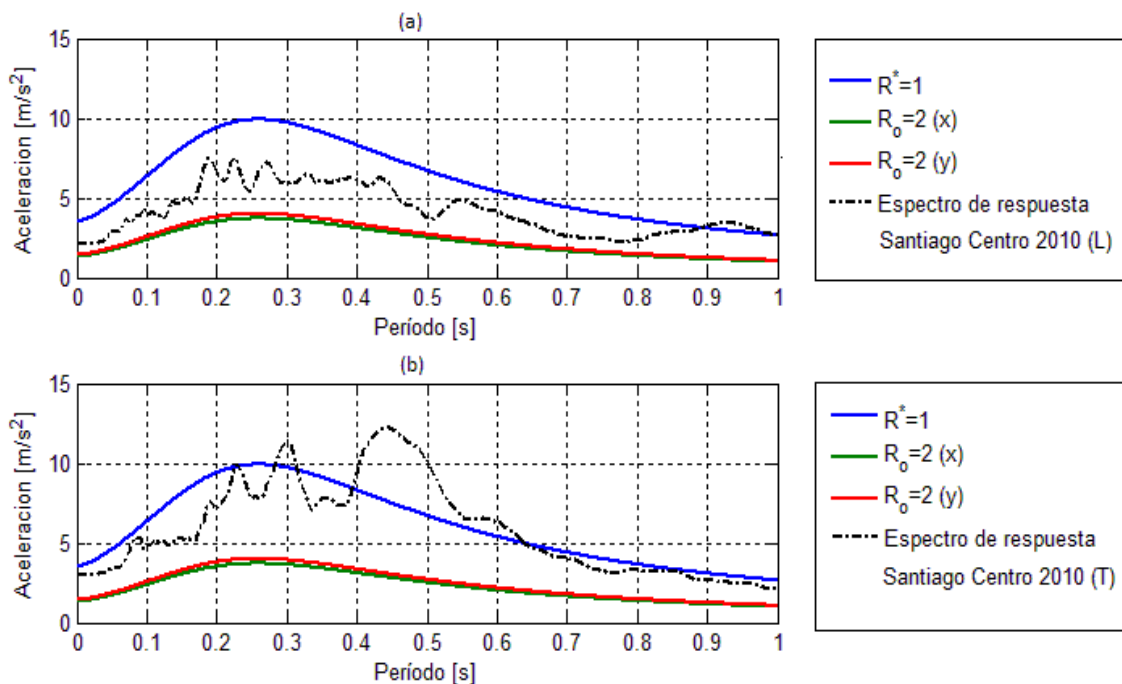 (a)
15
10
5
0
Aceleracion [m/s²]
0 0.1 0.2 0.3 0.4 0.5 0.6 0.7 0.8 0.9 1
Período [s]
R*=1
Ro=2 (x)
Ro=2 (y)
Espectro de respuesta
Santiago Centro 2010 (L)
(b)
15
10
5
0
Aceleracion [m/s²]
0 0.1 0.2 0.3 0.4 0.5 0.6 0.7 0.8 0.9 1
Período [s]
R*=1
Ro=2 (x)
Ro=2 (y)
Espectro de respuesta
Santiago Centro 2010 (T)